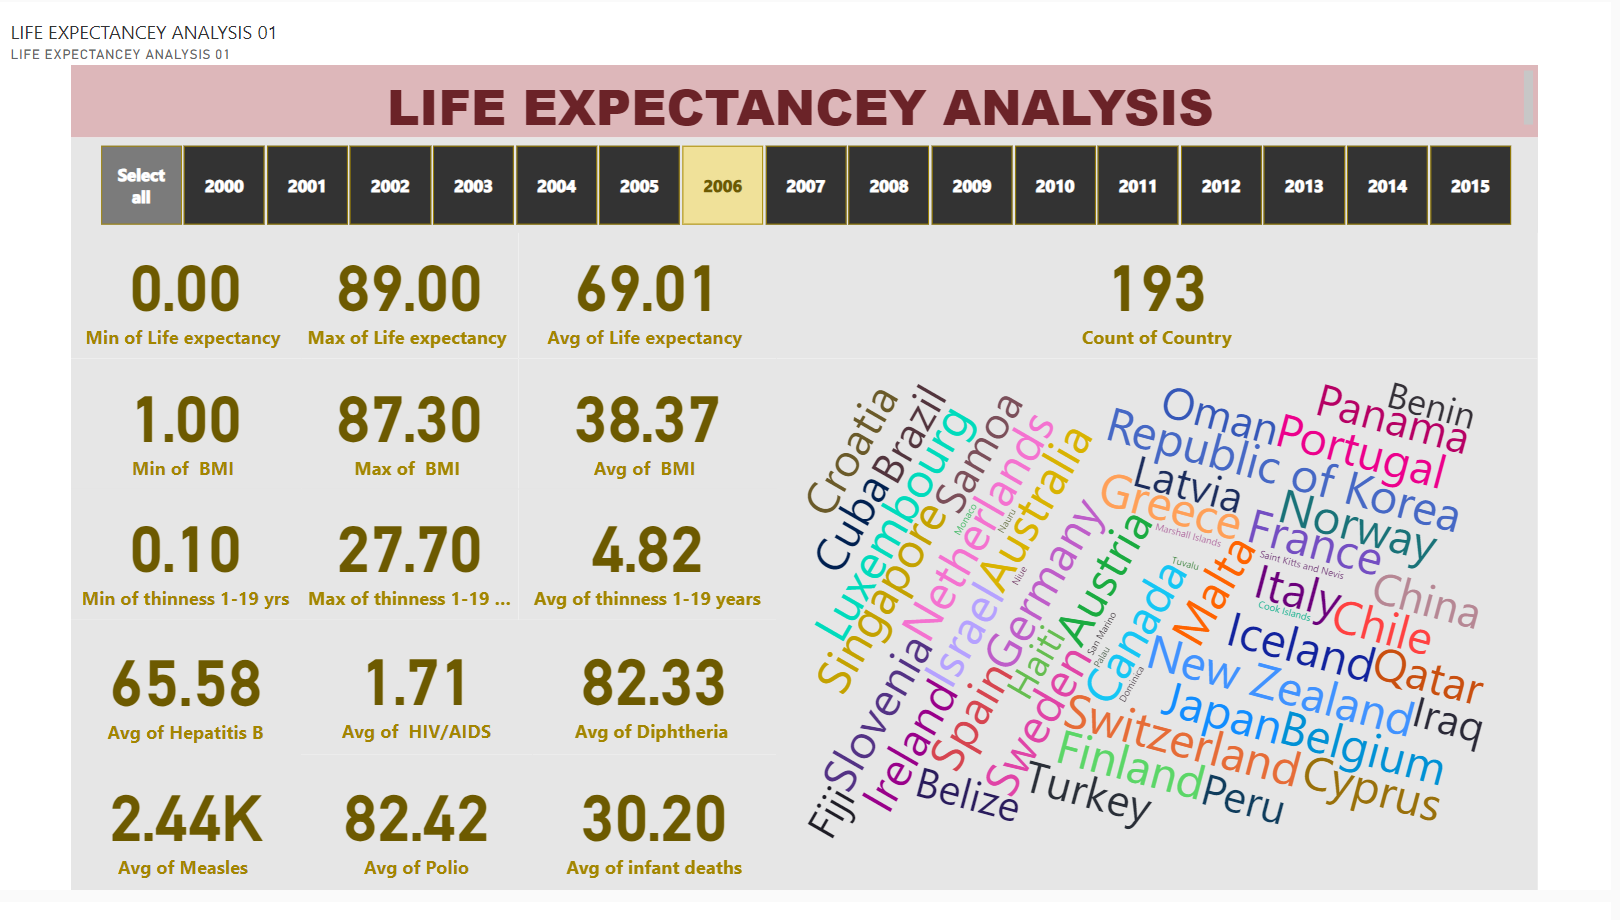 LIFE EXPECTANCEY ANALYSIS 01
LIFE EXPECTANCEY ANALYSIS 01
LIFE EXPECTANCEY ANALYSIS
Select all 2000 2001 2002 2003 2004 2005 2006 2007 2008 2009 2010 2011 2012 2013 2014 2015
0.00 89.00 69.01 193
Min of Life expectancy Max of Life expectancy Avg of Life expectancy Count of Country
1.00 87.30 38.37
Min of BMI Max of BMI Avg of BMI
0.10 27.70 4.82
Min of thinness 1-19 yrs Max of thinness 1-19 ... Avg of thinness 1-19 years
65.58 1.71 82.33
Avg of Hepatitis B Avg of HIV/AIDS Avg of Diphtheria
2.44K 82.42 30.20
Avg of Measles Avg of Polio Avg of infant deaths
Croatia
Cuba
Brazil
Luxembourg
Singapore
Samoa
Monaco
Netherlands
Nauru
Australia
Niue
Slovenia
Israel
Germany
Fiji
Ireland
Spain
Haiti
Austria
San Marino
Palau
Dominica
Sweden
Canada
Belize
Malta
Oman
Panama
Benin
Portugal
Republic of Korea
Latvia
Greece
Norway
Marshall Islands
France
Saint Kitts and Nevis
Tuvalu
Italy
China
Cook Islands
Chile
Iceland
Qatar
New Zealand
Iraq
Japan
Belgium
Switzerland
Cyprus
Finland
Peru
Turkey